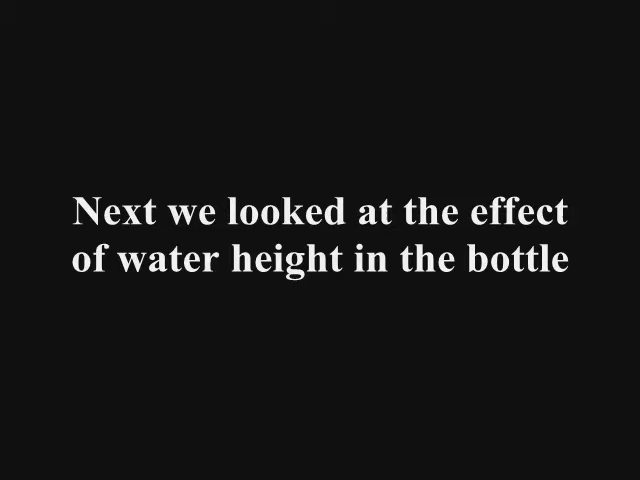 Next we looked at the effect
of water height in the bottle